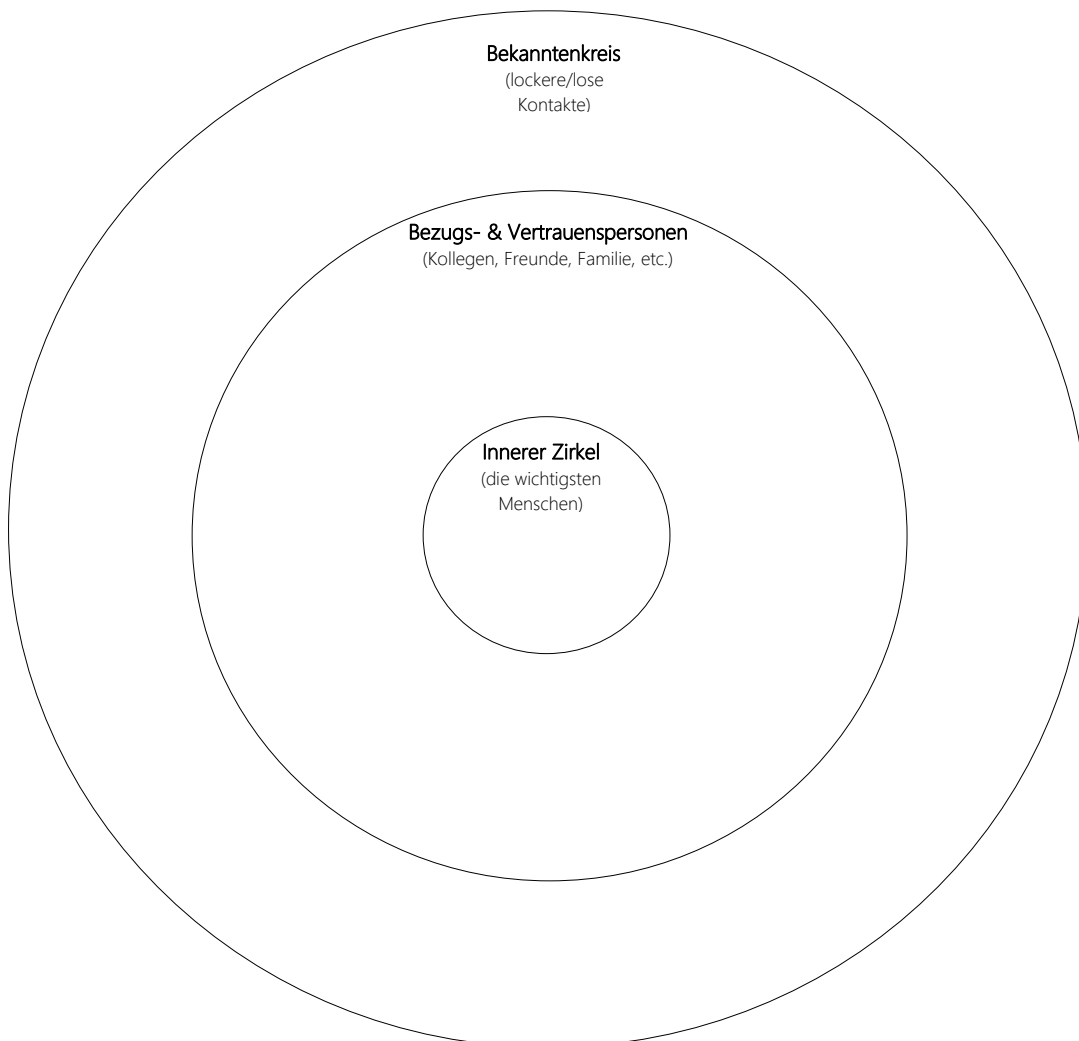 Bekanntenkreis
(lockere/lose
Kontakte)
Bezugs- & Vertrauenspersonen
(Kollegen, Freunde, Familie, etc.)
Innerer Zirkel
(die wichtigsten
Menschen)